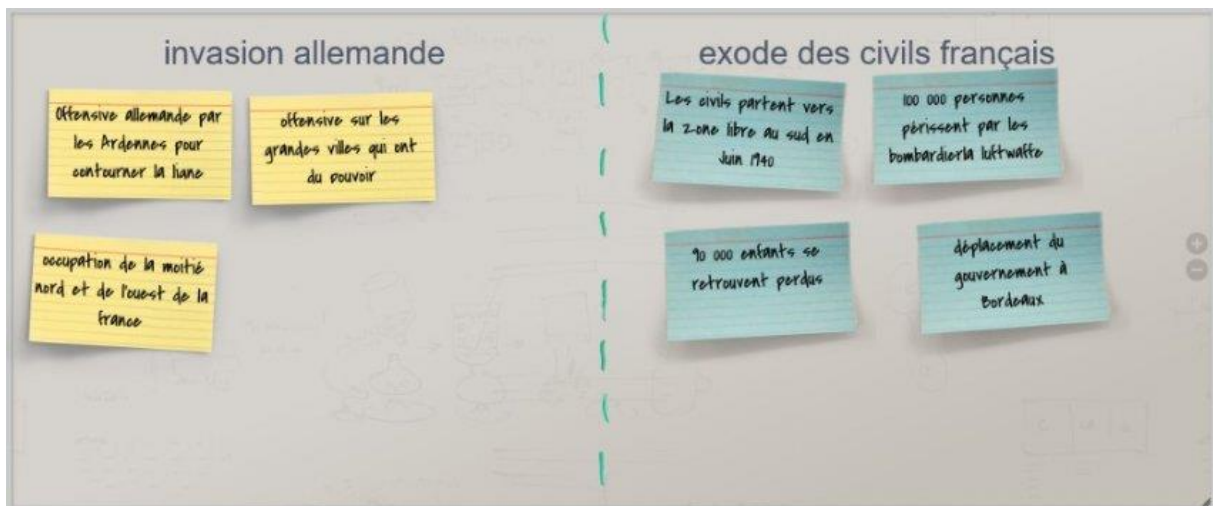 invasion allemande
Offensive allemande par
les Ardennes pour
contourner la ligne
offensive sur les
grandes villes qui ont
du pouvoir
occupation de la moitié
nord et de l'ouest de la
france
exode des civils français
Les civils partent vers
la zone libre au sud en
Juin 1940
100 000 personnes
périssent par les
bombardierla luftwaffe
90 000 enfants se
retrouvent perdus
déplacement du
gouvernement à
Bordeaux